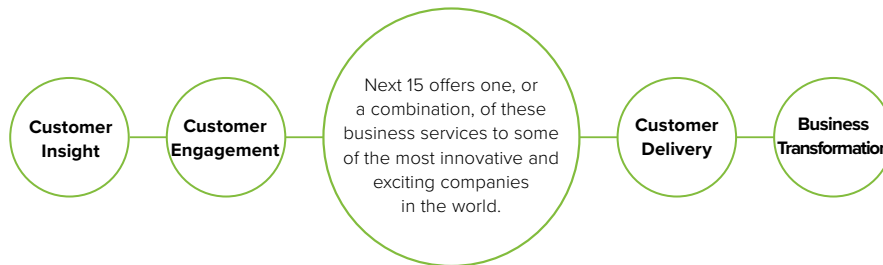 Customer
Insight
Customer
Engagement
Next 15 offers one, or
a combination, of these
business services to some
of the most innovative and
exciting companies
in the world.
Customer
Delivery
Business
Transformation